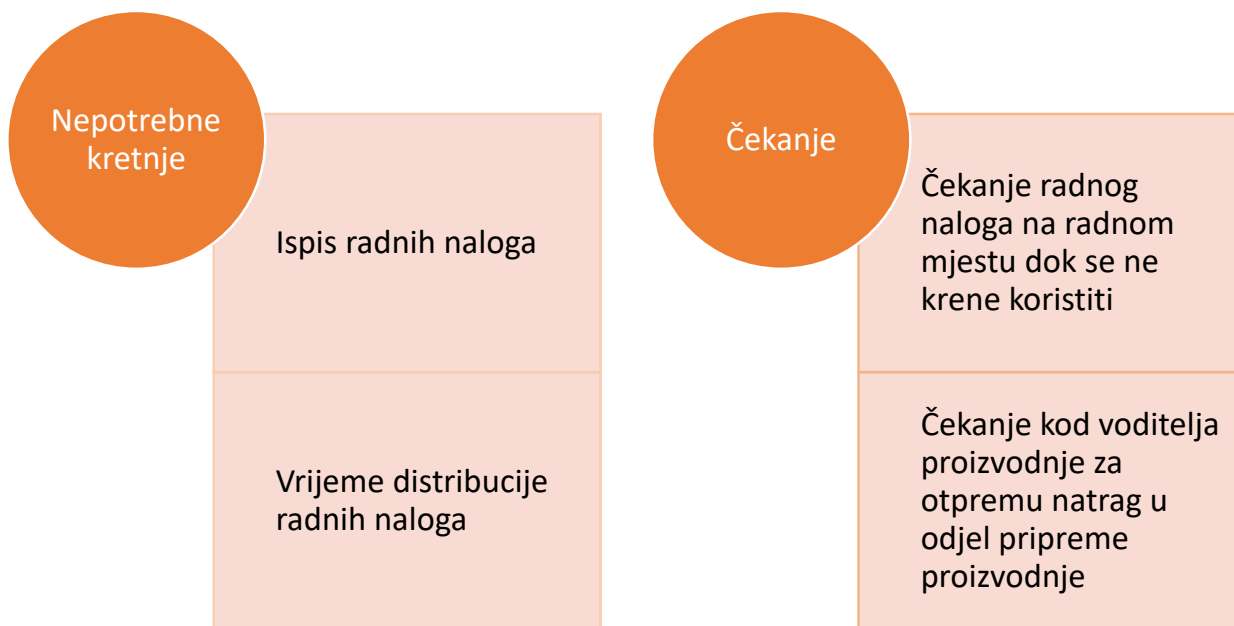 Nepotrebne
kretnje
Ispis radnih naloga
Vrijeme distribucije
radnih naloga
Čekanje
Čekanje radnog
naloga na radnom
mjestu dok se ne
krene koristiti
Čekanje kod voditelja
proizvodnje za
otpremu natrag u
odjel pripreme
proizvodnje